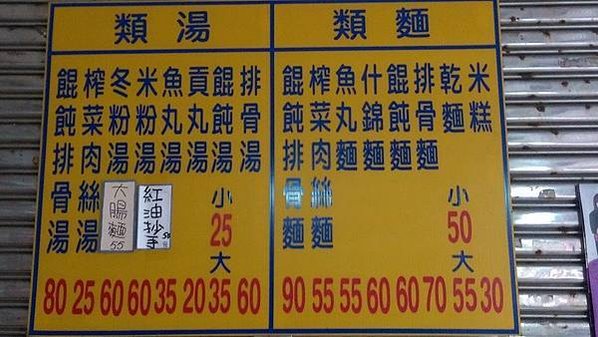 麵類
米糕 30
乾麵 小 50 大 55
排骨麵 70
餛飩麵 60
什錦麵 60
魚丸麵 55
榨菜肉絲麵 55
餛飩排骨麵 90
湯類
排骨湯 60
餛飩湯 小 25 大 35
貢丸湯 20
魚丸湯 35
米粉湯 60
冬粉湯 60
榨菜肉絲湯 25
餛飩排骨湯 80
紅油抄手
大腸麵 55